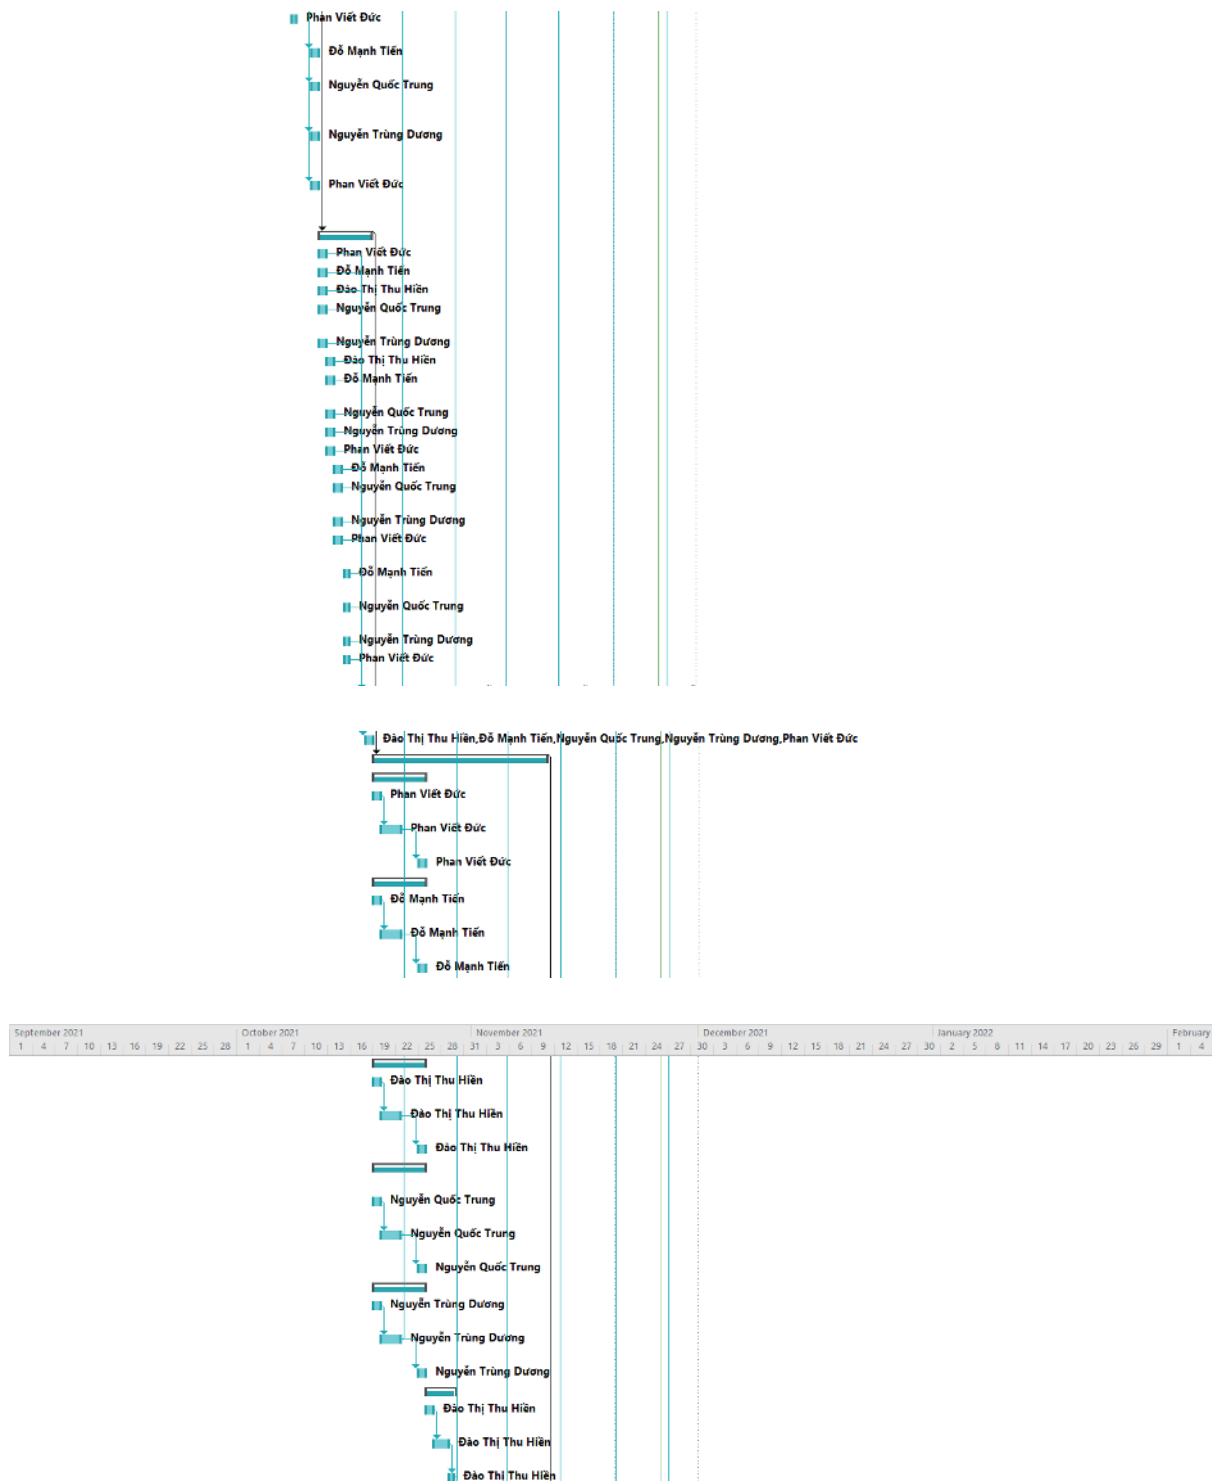 Phan Viết Đức
Đỗ Mạnh Tiến
Nguyễn Quốc Trung
Nguyễn Trùng Dương
Phan Viết Đức
Phan Viết Đức
Đỗ Mạnh Tiến
Đào Thị Thu Hiền
Nguyễn Quốc Trung
Nguyễn Trùng Dương
Đào Thị Thu Hiền
Đỗ Mạnh Tiến
Nguyễn Quốc Trung
Nguyễn Trùng Dương
Phan Viết Đức
Đỗ Mạnh Tiến
Nguyễn Quốc Trung
Nguyễn Trùng Dương
Phan Viết Đức
Đỗ Mạnh Tiến
Nguyễn Quốc Trung
Nguyễn Trùng Dương
Phan Viết Đức
Đào Thị Thu Hiền,Đỗ Mạnh Tiến,Nguyễn Quốc Trung,Nguyễn Trùng Dương,Phan Viết Đức
Phan Viết Đức
Phan Viết Đức
Phan Viết Đức
Đỗ Mạnh Tiến
Đỗ Mạnh Tiến
Đỗ Mạnh Tiến
September 2021 October 2021 November 2021 December 2021 January 2022 February
1 4 7 10 13 16 19 22 25 28 1 4 7 10 13 16 19 22 25 28 31 3 6 9 12 15 18 21 24 27 30 3 6 9 12 15 18 21 24 27 30 2 5 8 11 14 17 20 23 26 29 1 4
Đào Thị Thu Hiền
Đào Thị Thu Hiền
Đào Thị Thu Hiền
Nguyễn Quốc Trung
Nguyễn Quốc Trung
Nguyễn Quốc Trung
Nguyễn Trùng Dương
Nguyễn Trùng Dương
Nguyễn Trùng Dương
Đào Thị Thu Hiền
Đào Thị Thu Hiền
Đào Thị Thu Hiền